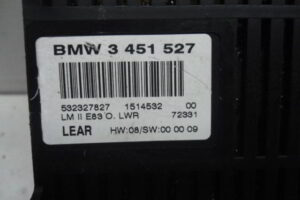 BMW 3 451 527
532327827 1514532 00
LM II E83 O. LWR 72331
LEAR HW:08/SW:00 00 09